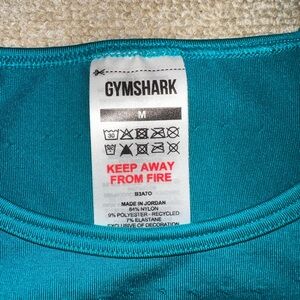 GYMSHARK
M
30
KEEP AWAY
FROM FIRE
B3A7O
MADE IN JORDAN
84% NYLON
9% POLYESTER - RECYCLED
7% ELASTANE
EXCLUSIVE OF DECORATION